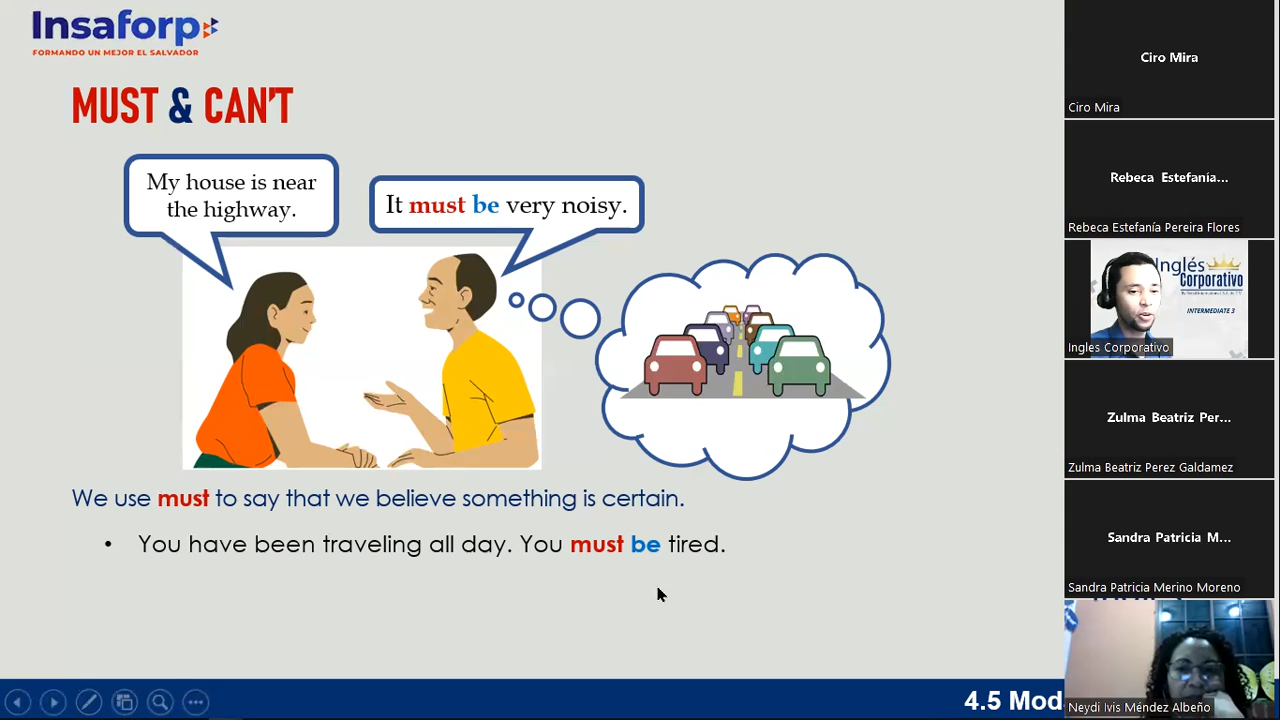 Insaforp
FORMANDO UN MEJOR EL SALVADOR
MUST & CAN'T
My house is near
the highway.
It must be very noisy.
We use must to say that we believe something is certain.
• You have been traveling all day. You must be tired.
4.5 Mod
Ciro Mira
Ciro Mira
Rebeca Estefanía...
Rebeca Estefanía Pereira Flores
Inglés
Corporativo
INTERMEDIATE 3
Ingles Corporativo
Zulma Beatriz Per...
Zulma Beatriz Perez Galdamez
Sandra Patricia M...
Sandra Patricia Merino Moreno
Neydi Ivis Méndez Albeño